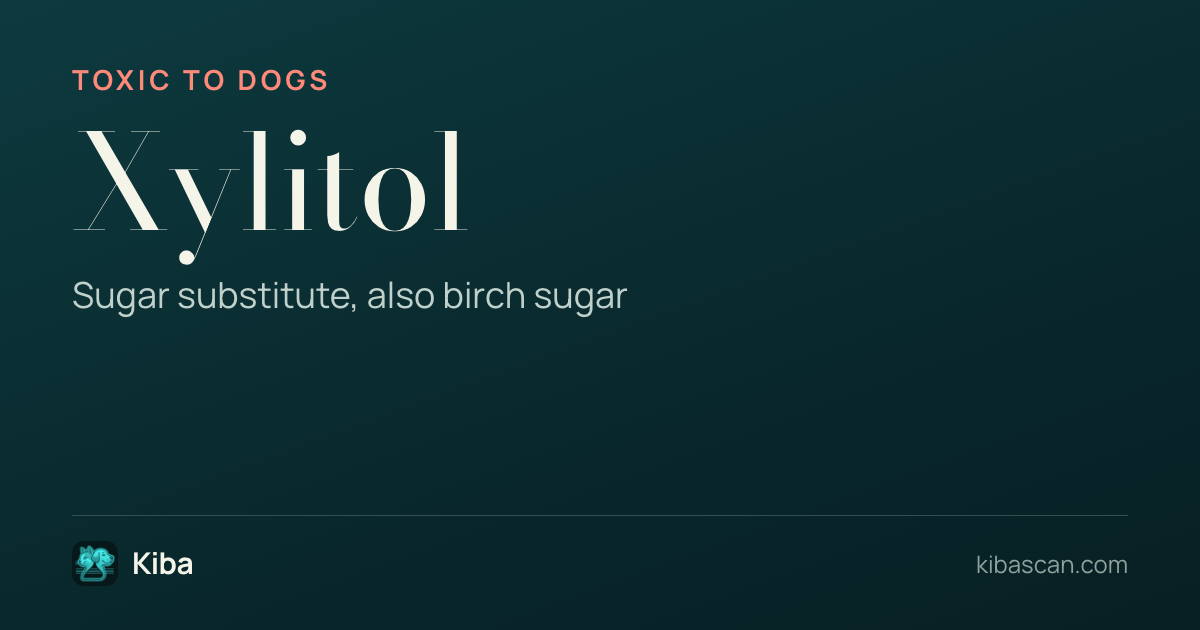 TOXIC TO DOGS
Xylitol
Sugar substitute, also birch sugar
Kiba
kibascan.com